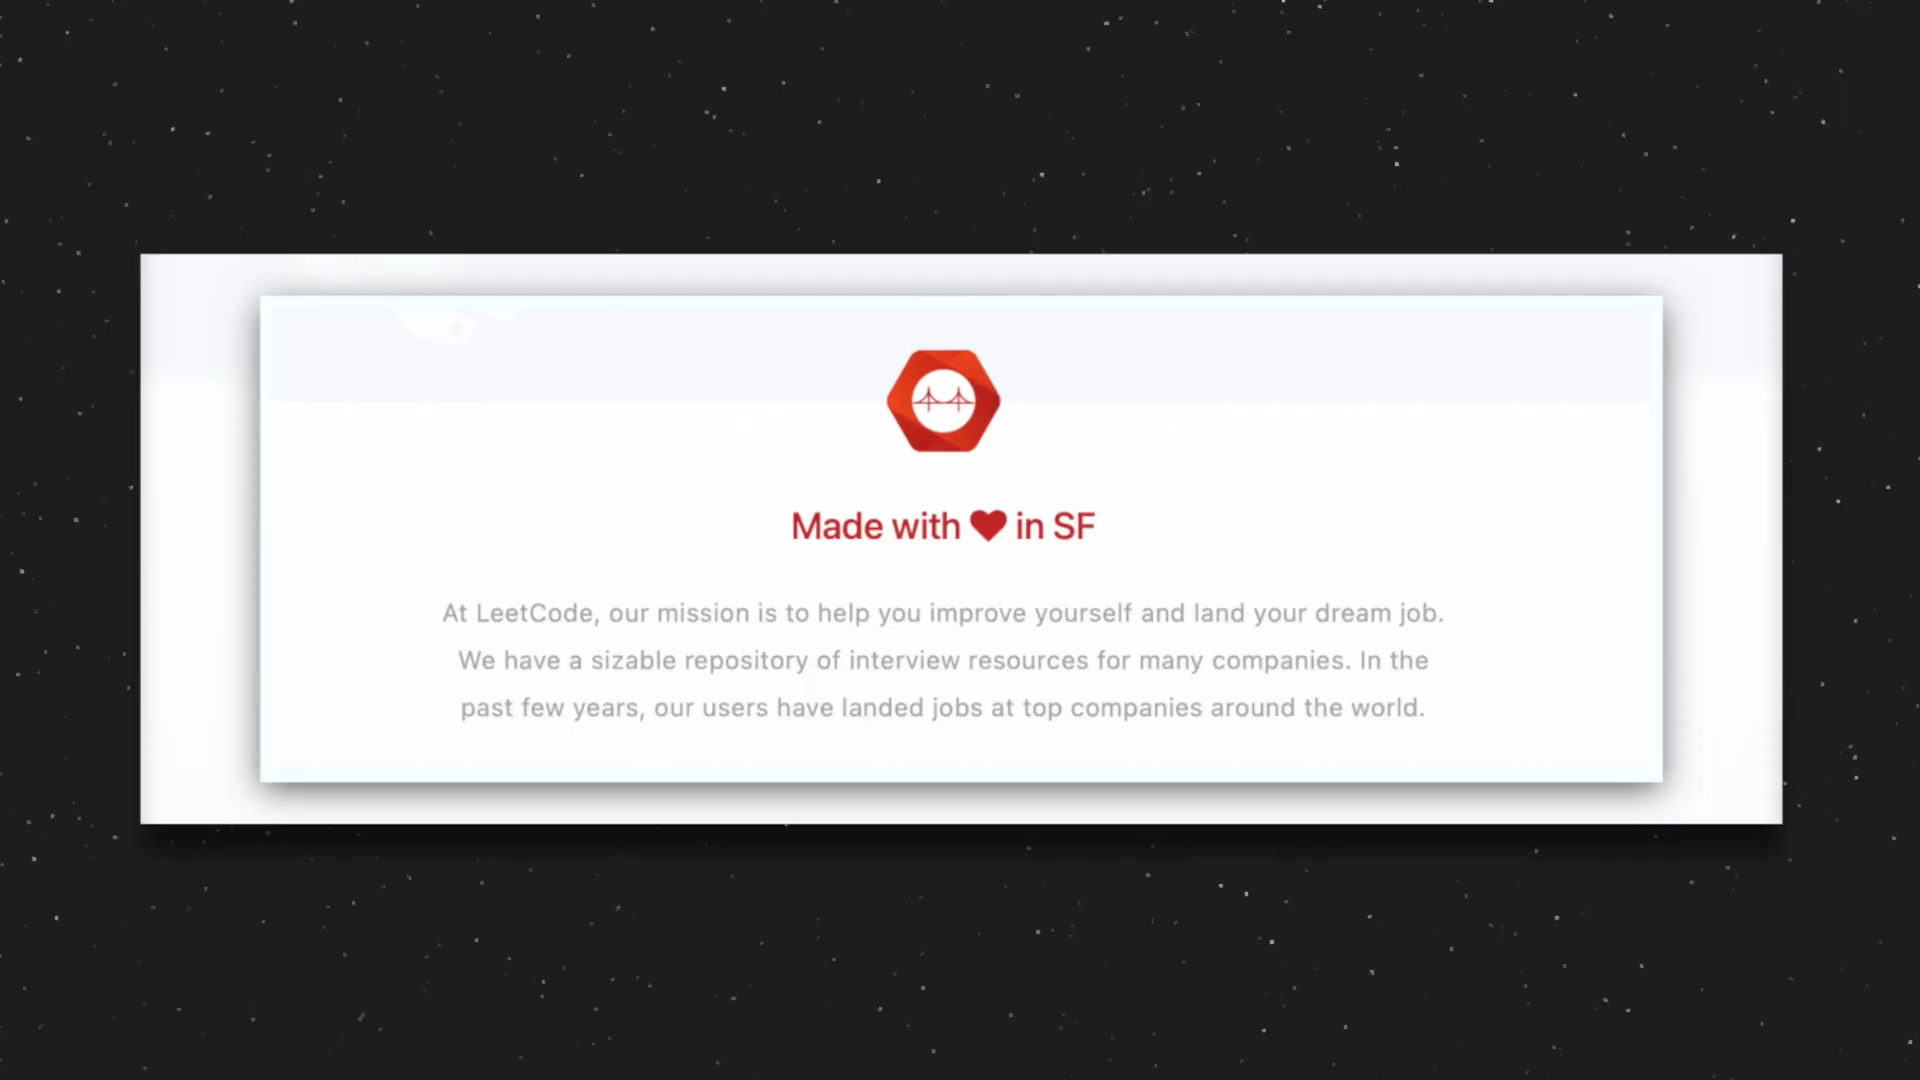 Made with ❤ in SF
At LeetCode, our mission is to help you improve yourself and land your dream job.
We have a sizable repository of interview resources for many companies. In the
past few years, our users have landed jobs at top companies around the world.